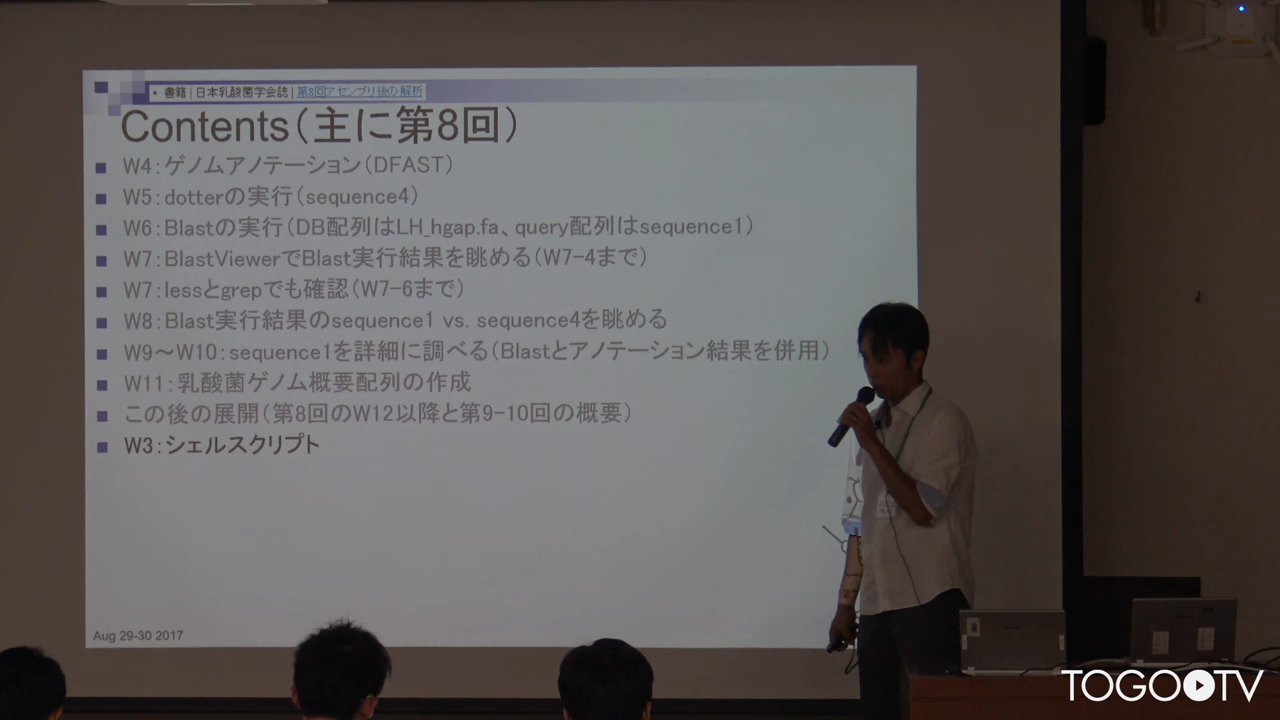 • 書籍 | 日本乳酸菌学会誌 | 第8回アセンブリ後の解析
Contents（主に第8回）
W4：ゲノムアノテーション（DFAST）
W5：dotterの実行（sequence4）
W6：Blastの実行（DB配列はLH_hgap.fa、query配列はsequence1）
W7：BlastViewerでBlast実行結果を眺める（W7-4まで）
W7：lessとgrepでも確認（W7-6まで）
W8：Blast実行結果のsequence1 vs. sequence4を眺める
W9～W10：sequence1を詳細に調べる（Blastとアノテーション結果を併用）
W11：乳酸菌ゲノム概要配列の作成
この後の展開（第8回のW12以降と第9-10回の概要）
W3：シェルスクリプト
Aug 29-30 2017
TOGOTV